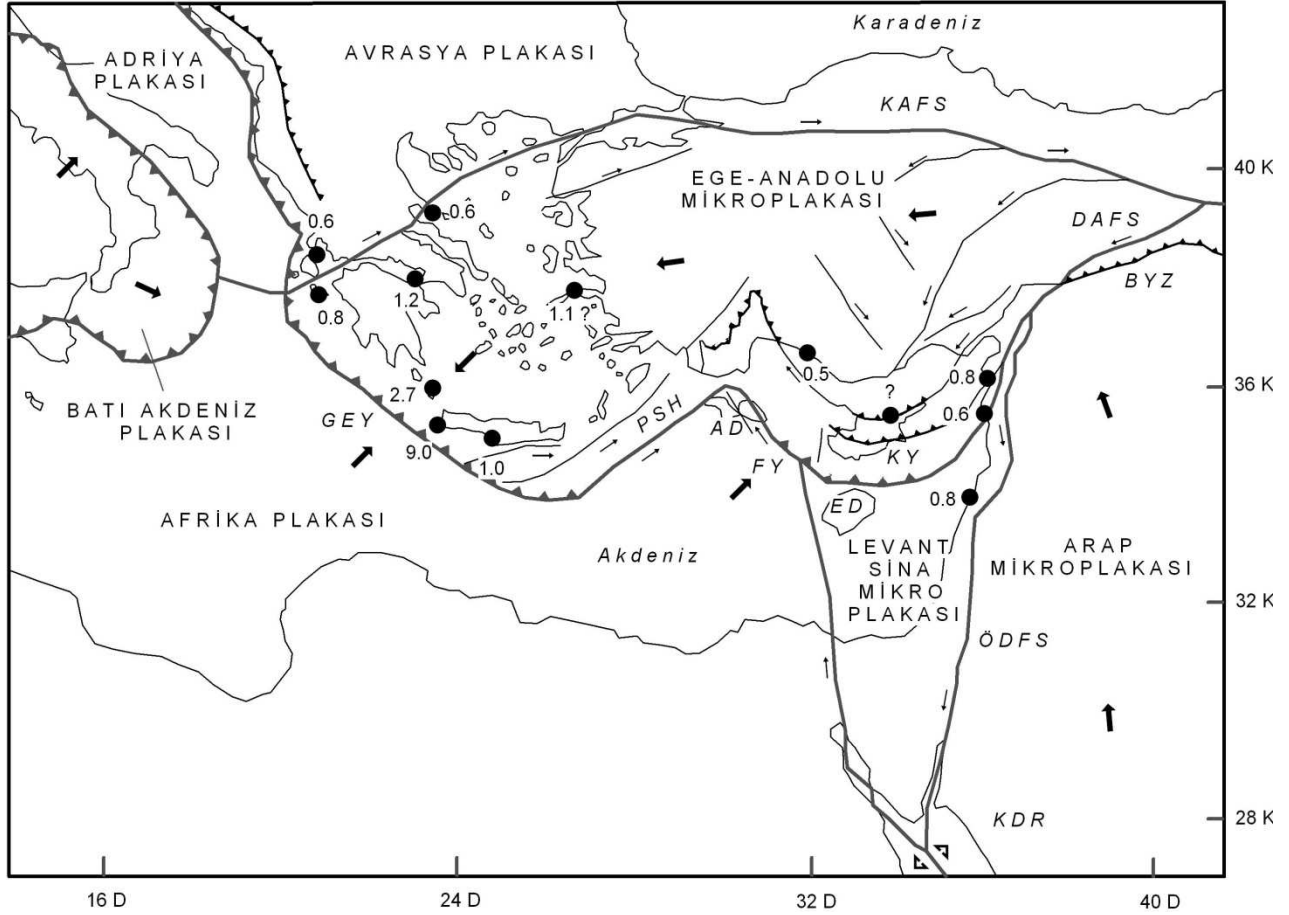 Karadeniz
AVRASYA PLAKASI
ADRİYA
PLAKASI
KAFS
40 K
EGE-ANADOLU
MİKROPLAKASI
0.6
0.6
DAFS
BYZ
1.2
0.8
1.1 ?
0.5
0.8
?
36 K
2.7
BATI AKDENİZ
PLAKASI
GEY
PSH
AD
0.6
9.0
1.0
FY
KY
AFRİKA PLAKASI
ED
0.8
Akdeniz
LEVANT
SİNA
MİKRO
PLAKASI
ARAP
MİKROPLAKASI
32 K
ÖDFS
KDR
28 K
16 D
24 D
32 D
40 D